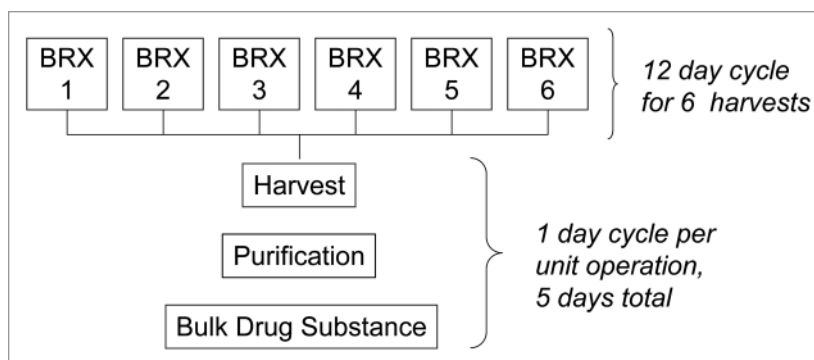 BRX BRX BRX BRX BRX BRX
1 2 3 4 5 6
12 day cycle
for 6 harvests
Harvest
Purification
Bulk Drug Substance
1 day cycle per
unit operation,
5 days total